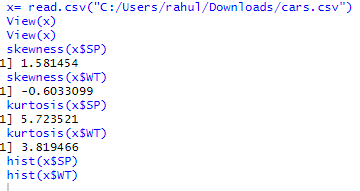 x= read.csv("C:/Users/rahul/Downloads/cars.csv")
View(x)
View(x)
skewness(x$SP)
1] 1.581454
skewness(x$WT)
1] -0.6033099
kurtosis(x$SP)
1] 5.723521
kurtosis(x$WT)
1] 3.819466
hist(x$SP)
hist(x$WT)